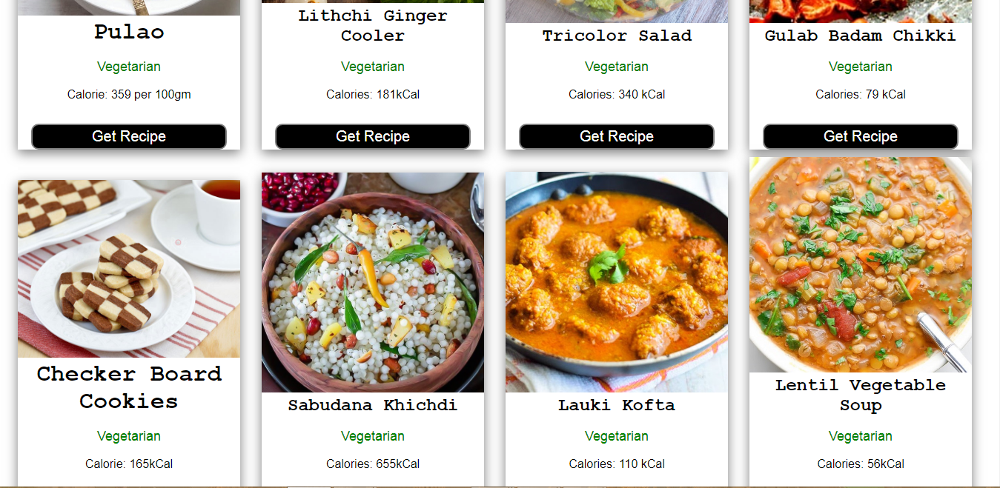 Pulao
Vegetarian
Calorie: 359 per 100gm
Get Recipe
Lithchi Ginger
Cooler
Vegetarian
Calories: 181kCal
Get Recipe
Tricolor Salad
Vegetarian
Calories: 340 kCal
Get Recipe
Gulab Badam Chikki
Vegetarian
Calories: 79 kCal
Get Recipe
Checker Board
Cookies
Vegetarian
Calorie: 165kCal
Sabudana Khichdi
Vegetarian
Calories: 655kCal
Lauki Kofta
Vegetarian
Calories: 110 kCal
Lentil Vegetable
Soup
Vegetarian
Calories: 56kCal